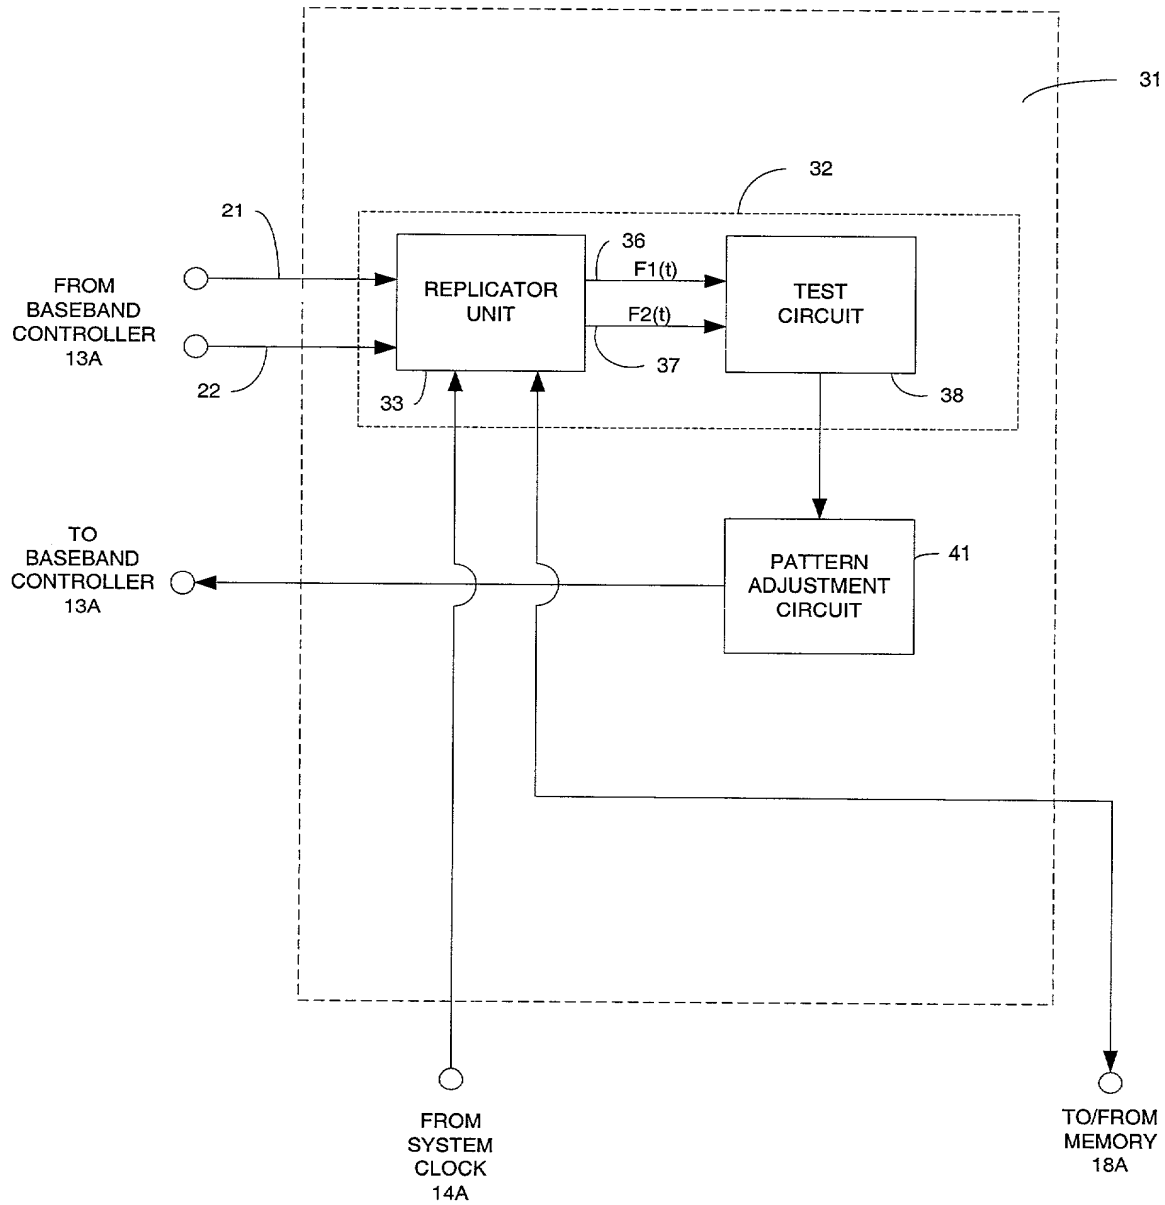 31
32
21
36
F1(t)
REPLICATOR
UNIT
TEST
CIRCUIT
FROM
BASEBAND
CONTROLLER
13A
F2(t)
37
22
33
38
TO
BASEBAND
CONTROLLER
13A
41
PATTERN
ADJUSTMENT
CIRCUIT
FROM
SYSTEM
CLOCK
14A
TO/FROM
MEMORY
18A